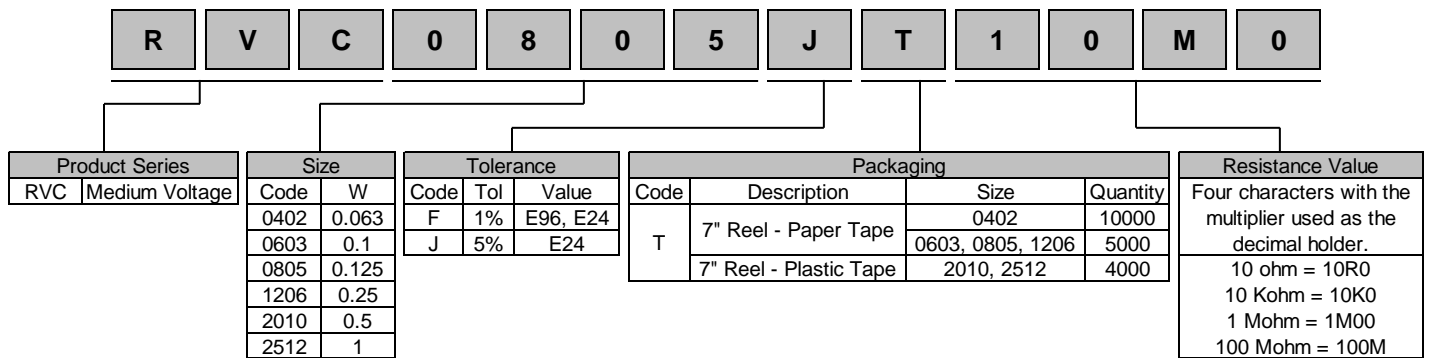 R V C 0 8 0 5 J T 1 0 M 0
Product Series
RVC Medium Voltage
Size
Code W
0402 0.063
0603 0.1
0805 0.125
1206 0.25
2010 0.5
2512 1
Tolerance
Code Tol Value
F 1% E96, E24
J 5% E24
Packaging
Code Description Size Quantity
T 7" Reel - Paper Tape 0402 10000
0603, 0805, 1206 5000
7" Reel - Plastic Tape 2010, 2512 4000
Resistance Value
Four characters with the
multiplier used as the
decimal holder.
10 ohm = 10R0
10 Kohm = 10K0
1 Mohm = 1M00
100 Mohm = 100M